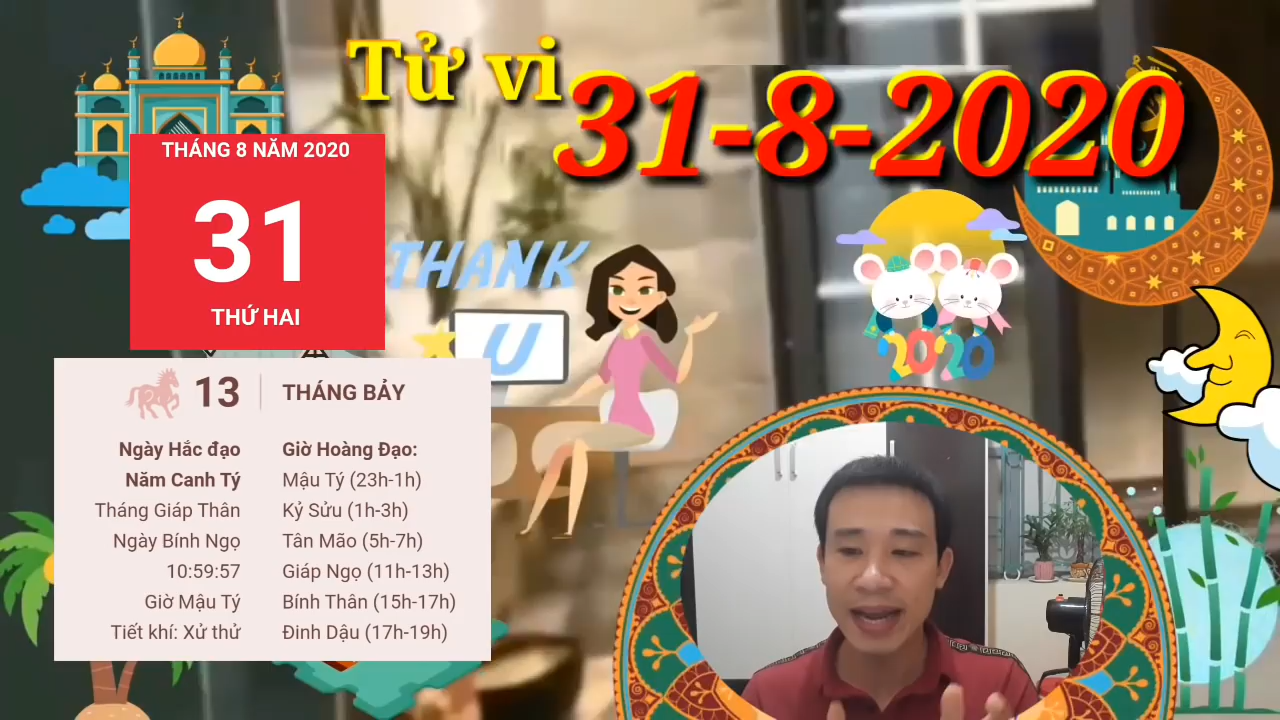 Tử vi
31-8-2020
THÁNG 8 NĂM 2020
31
THỨ HAI
THANK
U
2020
13 THÁNG BẢY
Ngày Hắc đạo
Năm Canh Tý
Tháng Giáp Thân
Ngày Bính Ngọ
10:59:57
Giờ Mậu Tý
Tiết khí: Xử thử
Giờ Hoàng Đạo:
Mậu Tý (23h-1h)
Kỷ Sửu (1h-3h)
Tân Mão (5h-7h)
Giáp Ngọ (11h-13h)
Bính Thân (15h-17h)
Đinh Dậu (17h-19h)